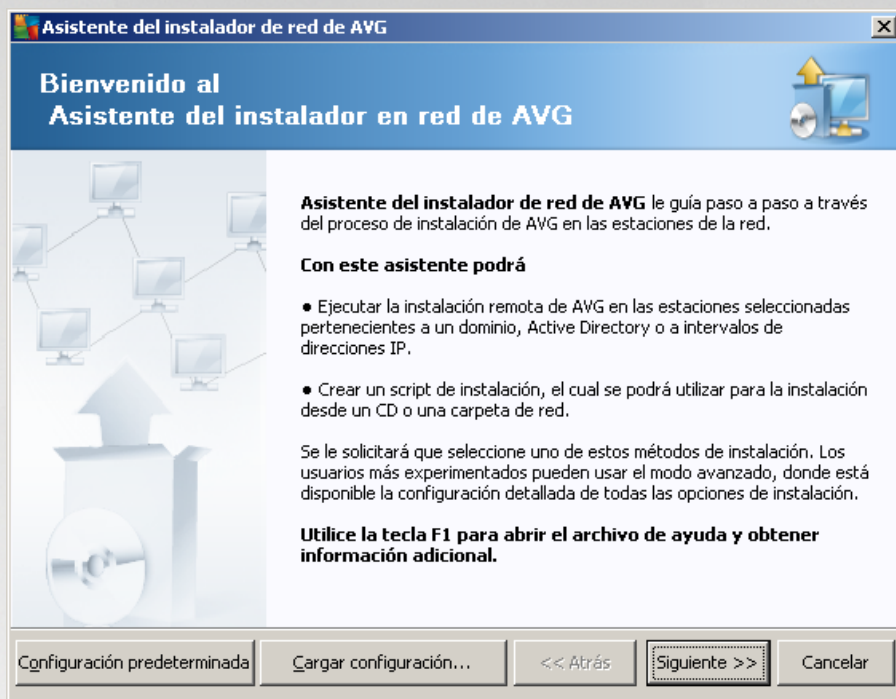 Asistente del instalador de red de AVG
Bienvenido al
Asistente del instalador en red de AVG
Asistente del instalador de red de AVG le guía paso a paso a través
del proceso de instalación de AVG en las estaciones de la red.
Con este asistente podrá
● Ejecutar la instalación remota de AVG en las estaciones seleccionadas
pertenecientes a un dominio, Active Directory o a intervalos de
direcciones IP.
● Crear un script de instalación, el cual se podrá utilizar para la instalación
desde un CD o una carpeta de red.
Se le solicitará que seleccione uno de estos métodos de instalación. Los
usuarios más experimentados pueden usar el modo avanzado, donde está
disponible la configuración detallada de todas las opciones de instalación.
Utilice la tecla F1 para abrir el archivo de ayuda y obtener
información adicional.
Configuración predeterminada
Cargar configuración...
<< Atrás
Siguiente >>
Cancelar